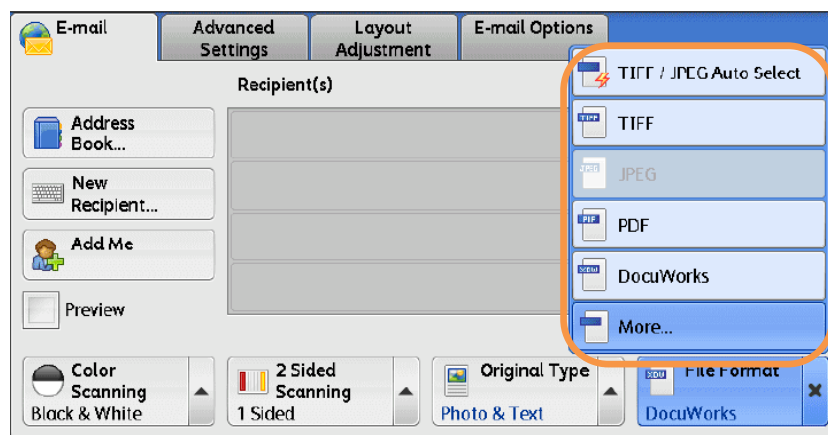 E-mail
Advanced
Settings
Layout
Adjustment
E-mail Options
Recipient(s)
Address
Book...
New
Recipient...
Add Me
Preview
TIFF / JPEG Auto Select
TIFF
TIFF
JPEG
PDF
DocuWorks
More...
Color
Scanning
Black & White
2 Sided
Scanning
1 Sided
Original Type
Photo & Text
XDW
File Format
DocuWorks